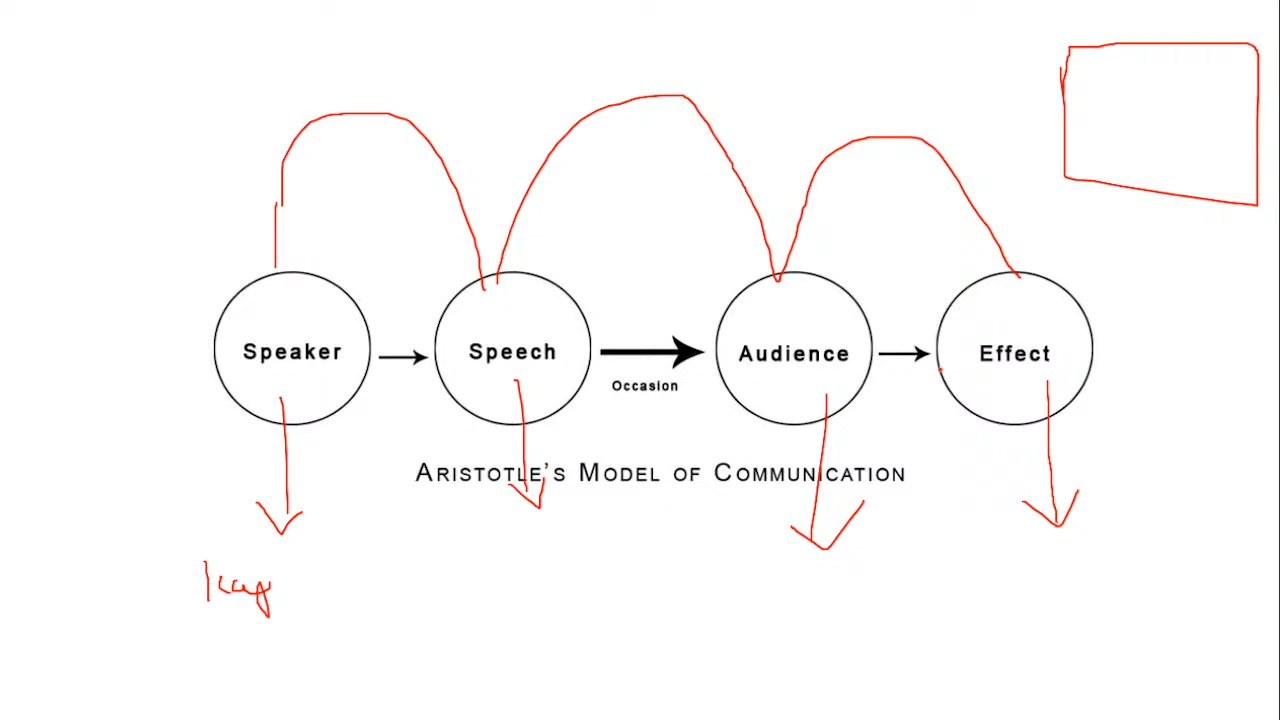 Speaker
Speech
Occasion
Audience
Effect
ARISTOTLE'S MODEL OF COMMUNICATION